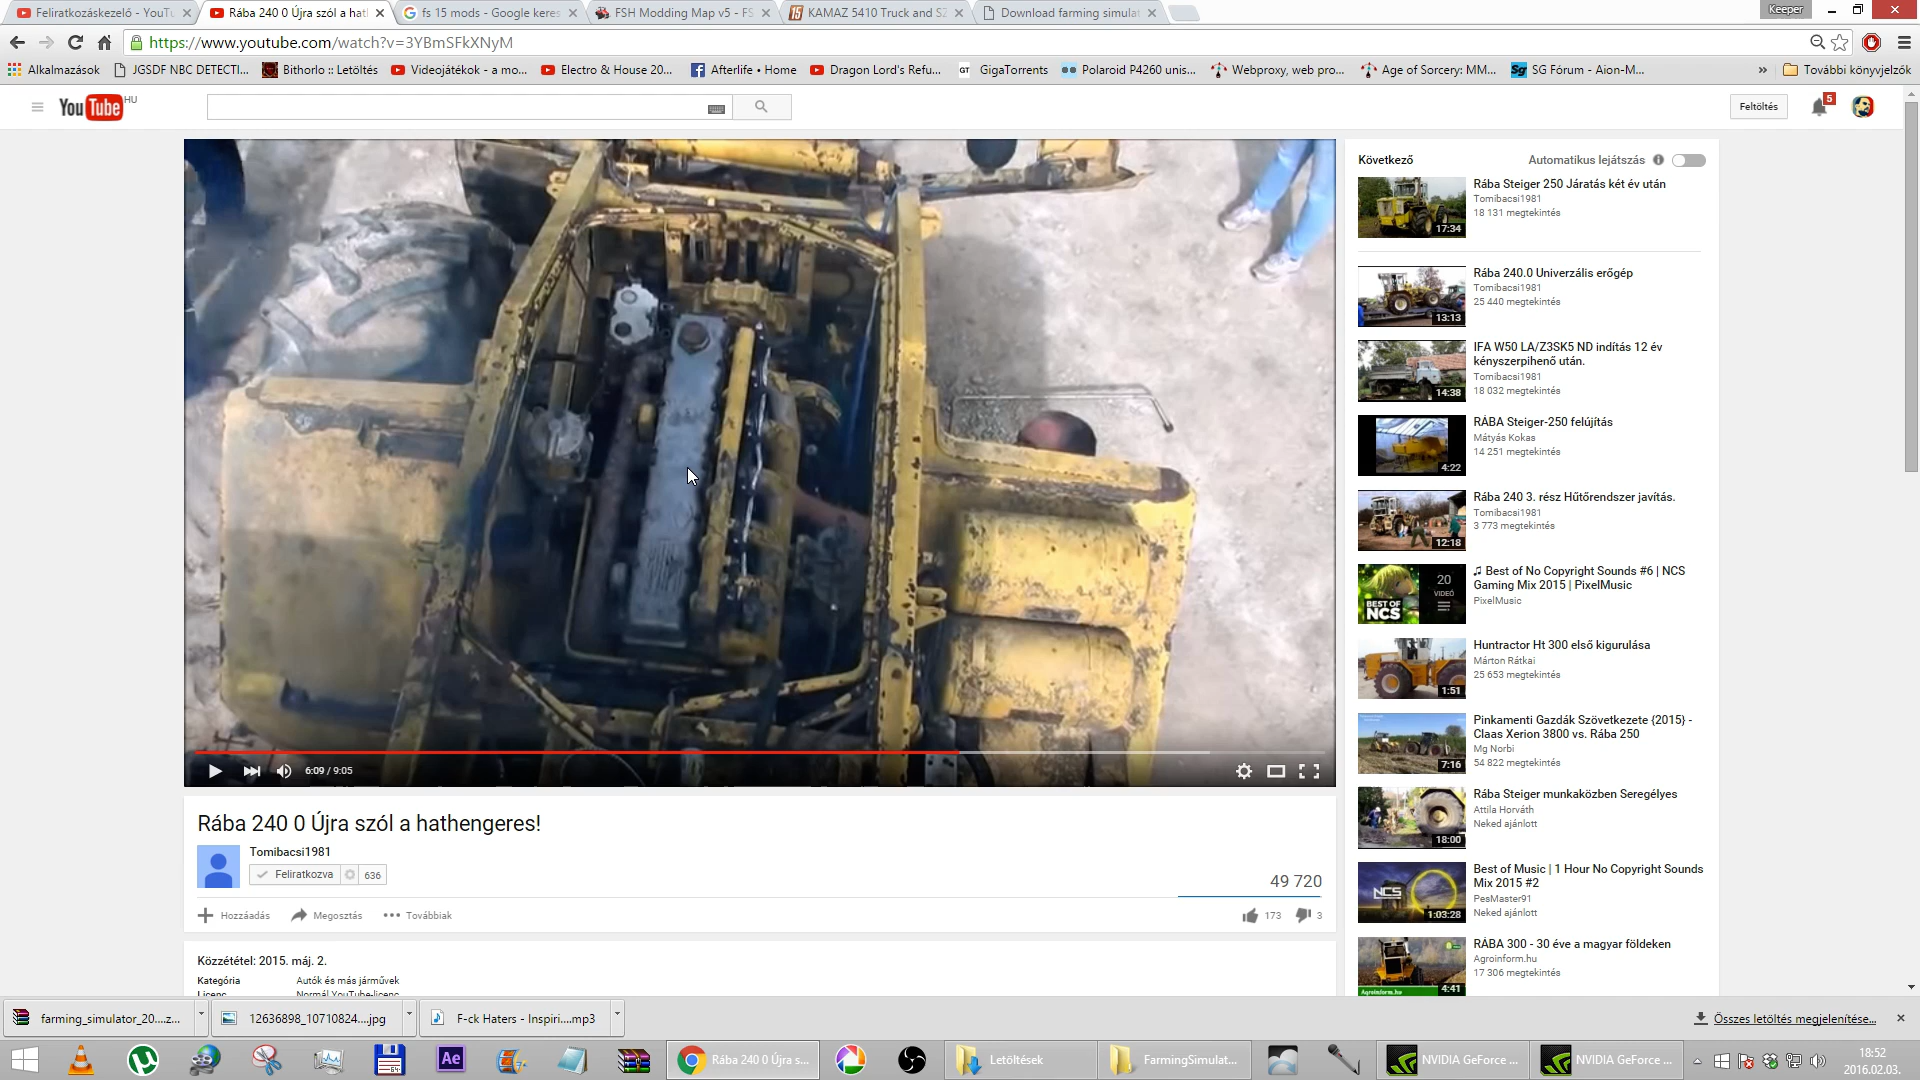 Feliratkozáskezelő - YouTu
Rába 240 0 Újra szól a hat
fs 15 mods - Google keres
FSH Modding Map v5 - FS
KAMAZ 5410 Truck and SZ
Download farming simulat
Keeper
https://www.youtube.com/watch?v=3YBmSFkXNyM
Alkalmazások
JGSDF NBC DETECTI...
Bithorlo :: Letöltés
Videojátékok - a mo...
Electro & House 20...
Afterlife • Home
Dragon Lord's Refu...
GT GigaTorrents
Polaroid P4260 unis...
Webproxy, web pro...
Age of Sorcery: MM...
Sg SG Fórum - Aion-M...
»
További könyvjelzők
YouTube HU
Feltöltés
5
6:09 / 9:05
Rába 240 0 Újra szól a hathengeres!
Tomibacsi1981
Feliratkozva 636
49 720
Hozzáadás
Megosztás
Továbbiak
173
3
Közzététel: 2015. máj. 2.
Kategória Autók és más járművek
Licenc Normál YouTube-licenc
Következő
Automatikus lejátszás
Rába Steiger 250 Járatás két év után
Tomibacsi1981
18 131 megtekintés
17:34
Rába 240.0 Univerzális erőgép
Tomibacsi1981
25 440 megtekintés
13:13
IFA W50 LA/Z3SK5 ND indítás 12 év
kényszerpihenő után.
Tomibacsi1981
18 032 megtekintés
14:38
RÁBA Steiger-250 felújítás
Mátyás Kokas
14 251 megtekintés
4:22
Rába 240 3. rész Hűtőrendszer javítás.
Tomibacsi1981
3 773 megtekintés
12:18
♫ Best of No Copyright Sounds #6 | NCS
Gaming Mix 2015 | PixelMusic
PixelMusic
BEST OF
NCS
20
VIDEÓ
Huntractor Ht 300 első kigurulása
Márton Rátkai
25 653 megtekintés
1:51
Pinkamenti Gazdák Szövetkezete {2015} -
Claas Xerion 3800 vs. Rába 250
Mg Norbi
54 822 megtekintés
7:16
Rába Steiger munkaközben Seregélyes
Attila Horváth
Neked ajánlott
18:00
Best of Music | 1 Hour No Copyright Sounds
Mix 2015 #2
PesMaster91
Neked ajánlott
NCS
1:03:28
RÁBA 300 - 30 éve a magyar földeken
Agroinform.hu
17 306 megtekintés
Agroinform.hu
4:41
farming_simulator_20....z...
12636898_10710824....jpg
F-ck Haters - Inspiri....mp3
Összes letöltés megjelenítése...
Ae
Rába 240 0 Újra s...
Letöltések
FarmingSimulat...
NVIDIA GeForce ...
NVIDIA GeForce ...
18:52
2016.02.03.